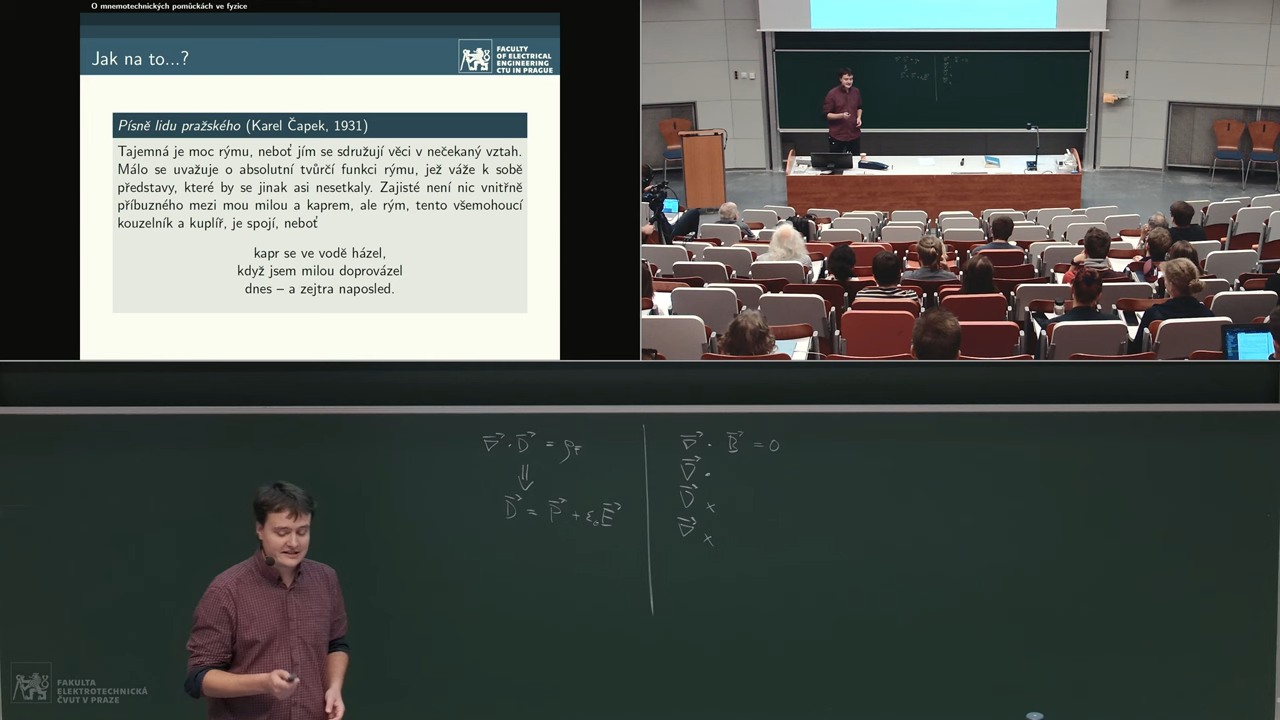 O mnemotechnických pomůckách ve fyzice
Jak na to...?
FACULTY
OF ELECTRICAL
ENGINEERING
CTU IN PRAGUE
Písně lidu pražského (Karel Čapek, 1931)
Tajemná je moc rýmu, neboť jím se sdružují věci v nečekaný vztah.
Málo se uvažuje o absolutní tvůrčí funkci rýmu, jež váže k sobě
představy, které by se jinak asi nesetkaly. Zajisté není nic vnitřně
příbuzného mezi mou milou a kaprem, ale rým, tento všemohoucí
kouzelník a kuplíř, je spojí, neboť
kapr se ve vodě házel,
když jsem milou doprovázel
dnes – a zejtra naposled.
∇⃗ · D⃗ = ρ_F
⇓
D⃗ = P⃗ + ε₀E⃗
∇⃗ · B⃗ = 0
∇⃗ ·
∇⃗ ×
∇⃗ ×
FAKULTA
ELEKTROTECHNICKÁ
ČVUT V PRAZE